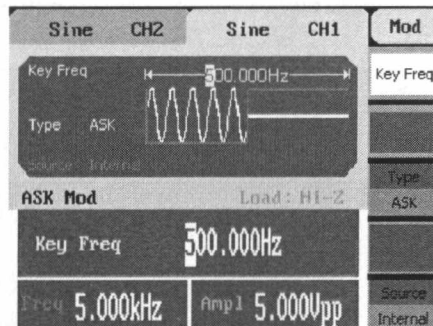 Sine CH2 Sine CH1 Mod
Key Freq 500.000Hz Key Freq
Type ASK
Source Internal
Type
ASK
ASK Mod Load: Hi-Z
Key Freq 500.000Hz
Freq 5.000kHz Ampl 5.000Vpp
Source
Internal